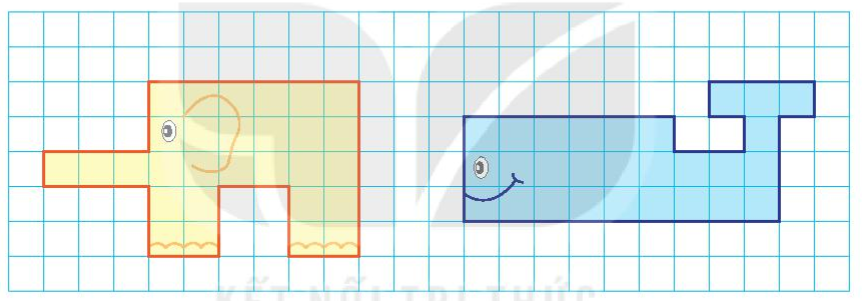 KẾT NỐI TRI THỨC